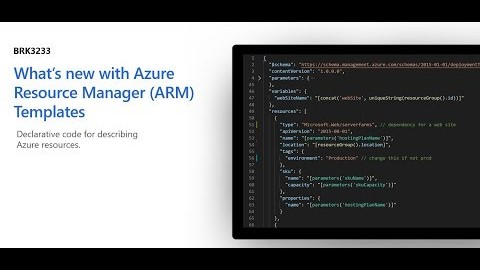 BRK3233
What's new with Azure
Resource Manager (ARM)
Templates
Declarative code for describing
Azure resources.
"$schema": "https://schema.management.azure.com/schemas/2015-01-01/deploymentT
"contentVersion": "1.0.0.0",
"parameters": {
},
"variables": {
"webSiteName": "[concat('webSite', uniqueString(resourceGroup().id))]"
},
"resources": [
{
"type": "Microsoft.Web/serverfarms", // dependency for a web site
"apiVersion": "2015-08-01",
"name": "[parameters('hostingPlanName')]",
"location": "[resourceGroup().location]",
"tags": {
"environment": "Production" // change this if not prod
},
"sku": {
"name": "[parameters('skuName')]",
"capacity": "[parameters('skuCapacity')]"
},
"properties": {
"name": "[parameters('hostingPlanName')]"
}
},